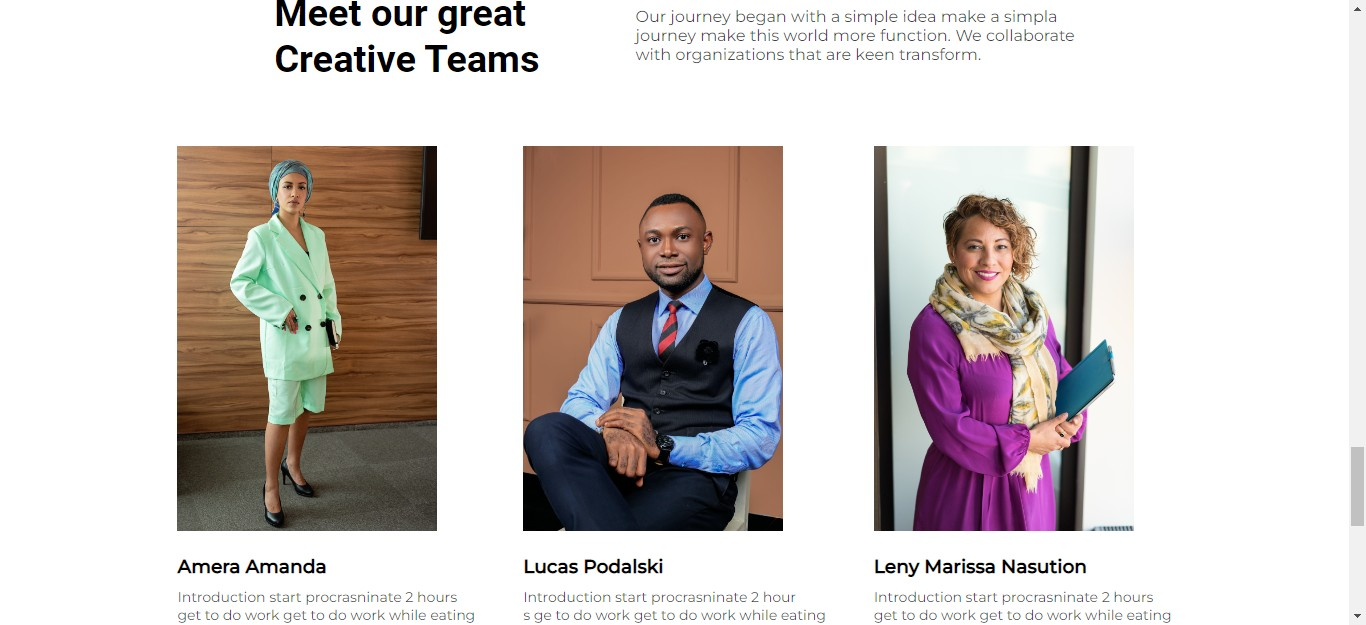 Meet our great
Creative Teams
Our journey began with a simple idea make a simpla
journey make this world more function. We collaborate
with organizations that are keen transform.
Amera Amanda
Introduction start procrasninate 2 hours
get to do work get to do work while eating
Lucas Podalski
Introduction start procrasninate 2 hour
s ge to do work get to do work while eating
Leny Marissa Nasution
Introduction start procrasninate 2 hours
get to do work get to do work while eating